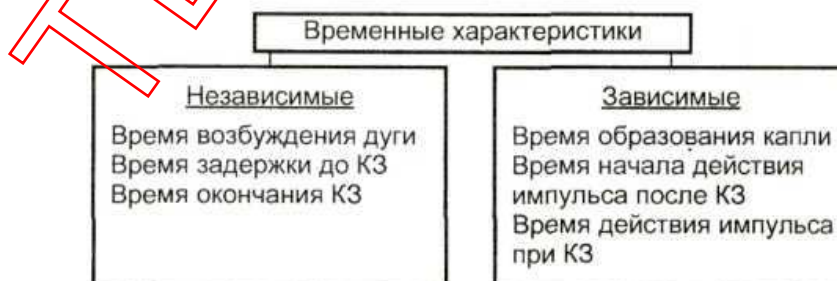 Временные характеристики
Независимые
Время возбуждения дуги
Время задержки до КЗ
Время окончания КЗ
Зависимые
Время образования капли
Время начала действия
импульса после КЗ
Время действия импульса
при КЗ